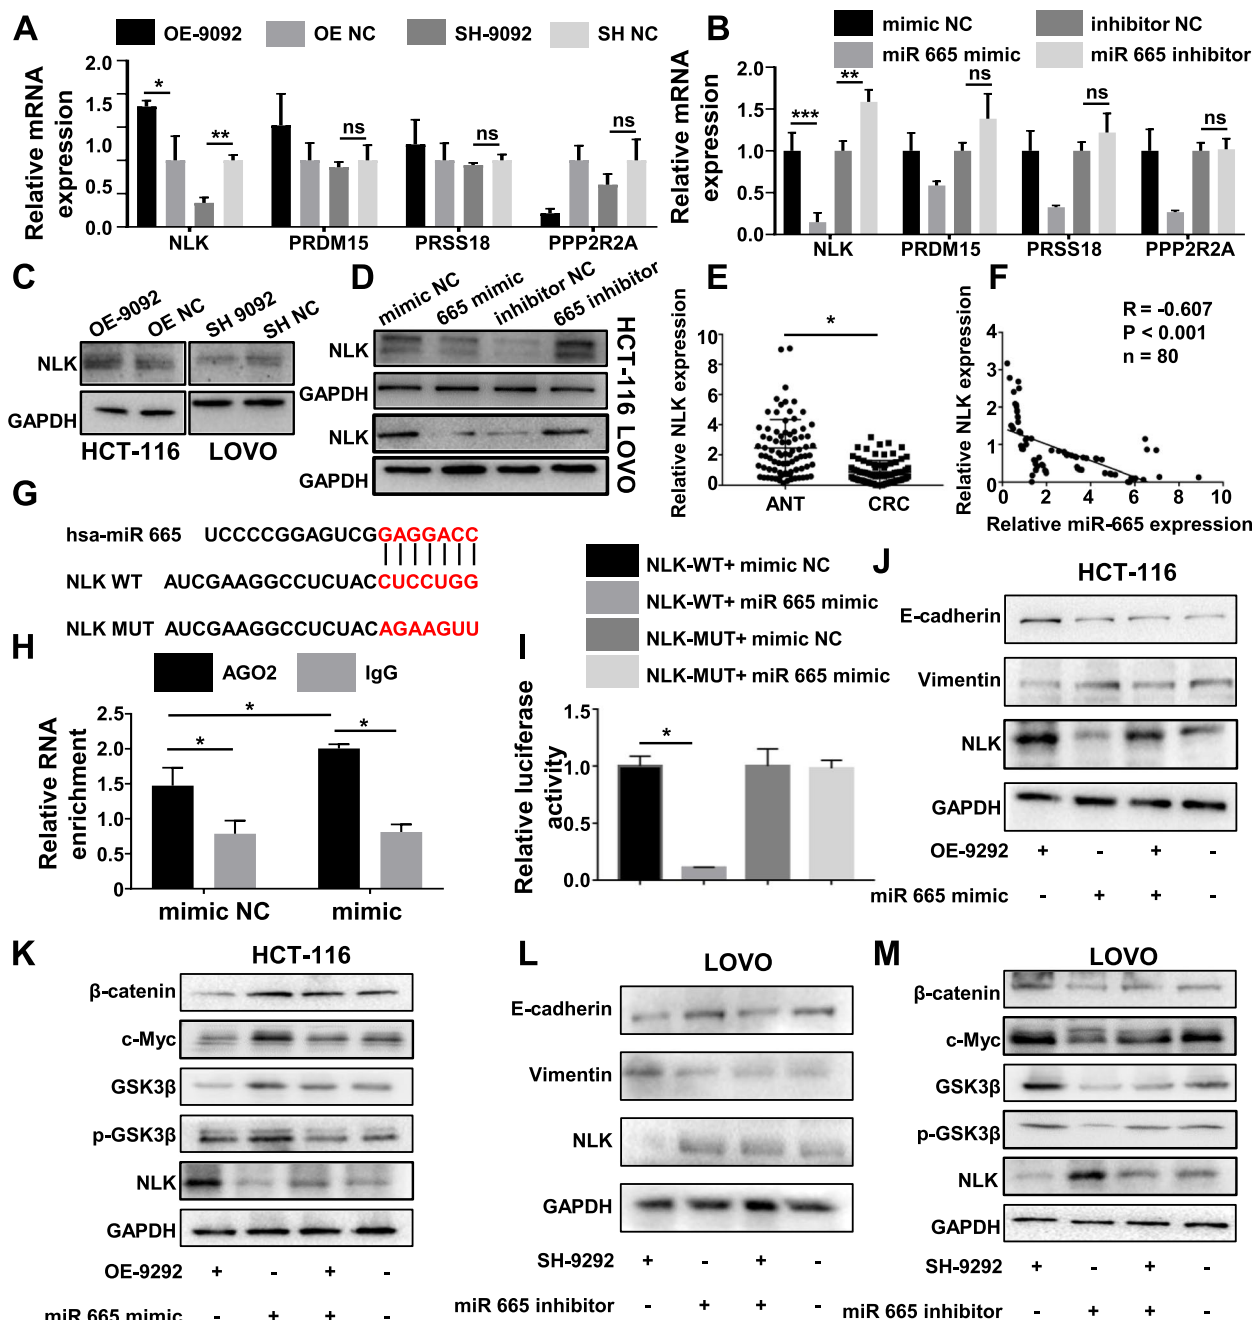 A
OE-9092
OE NC
SH-9092
SH NC
Relative mRNA
expression
2.0
1.5
1.0
0.5
0.0
*
**
ns
ns
ns
NLK
PRDM15
PRSS18
PPP2R2A
B
mimic NC
inhibitor NC
miR 665 mimic
miR 665 inhibitor
Relative mRNA
expression
2.0
1.5
1.0
0.5
0.0
***
**
ns
ns
ns
NLK
PRDM15
PRSS18
PPP2R2A
C
OE-9092
OE NC
SH 9092
SH NC
NLK
GAPDH
HCT-116
LOVO
D
mimic NC
665 mimic
inhibitor NC
665 inhibitor
NLK
GAPDH
NLK
GAPDH
HCT-116
LOVO
E
Relative NLK expression
10
8
6
4
2
0
*
ANT
CRC
F
R = -0.607
P < 0.001
n = 80
Relative NLK expression
4
3
2
1
0
0
2
4
6
8
10
Relative miR-665 expression
G
hsa-miR 665 UCCCCGGAGUCGGAGGACC
NLK WT AUCGAAGGCCUCUACCUCCUGG
NLK MUT AUCGAAGGCCUCUACAGAAGUU
H
AGO2
IgG
Relative RNA
enrichment
2.5
2.0
1.5
1.0
0.5
0
*
*
*
mimic NC
mimic
I
NLK-WT+ mimic NC
NLK-WT+ miR 665 mimic
NLK-MUT+ mimic NC
NLK-MUT+ miR 665 mimic
Relative luciferase
activity
1.5
1.0
0.5
0.0
*
J
HCT-116
E-cadherin
Vimentin
NLK
GAPDH
OE-9292 + - + -
miR 665 mimic - + + -
K
HCT-116
β-catenin
c-Myc
GSK3β
p-GSK3β
NLK
GAPDH
OE-9292 + - + -
miR 665 mimic - + + -
L
LOVO
E-cadherin
Vimentin
NLK
GAPDH
SH-9292 + - + -
miR 665 inhibitor - + + -
M
LOVO
β-catenin
c-Myc
GSK3β
p-GSK3β
NLK
GAPDH
SH-9292 + - + -
miR 665 inhibitor - + + -